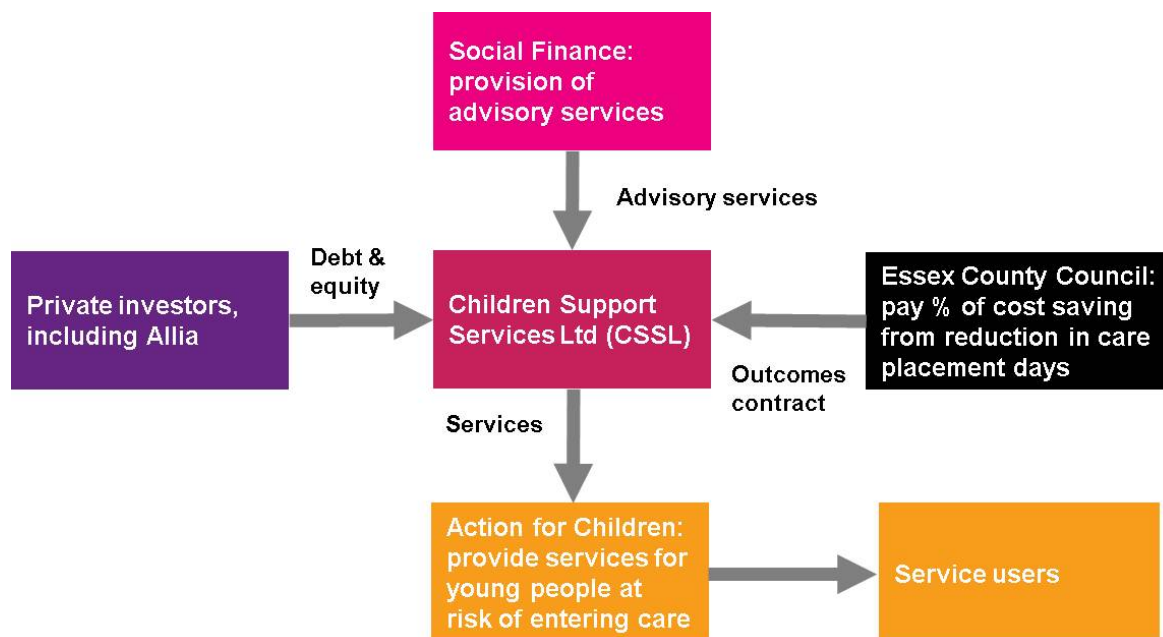 Social Finance:
provision of
advisory services
Advisory services
Debt &
equity
Private investors,
including Allia
Children Support
Services Ltd (CSSL)
Essex County Council:
pay % of cost saving
from reduction in care
placement days
Outcomes
contract
Services
Action for Children:
provide services for
young people at
risk of entering care
Service users